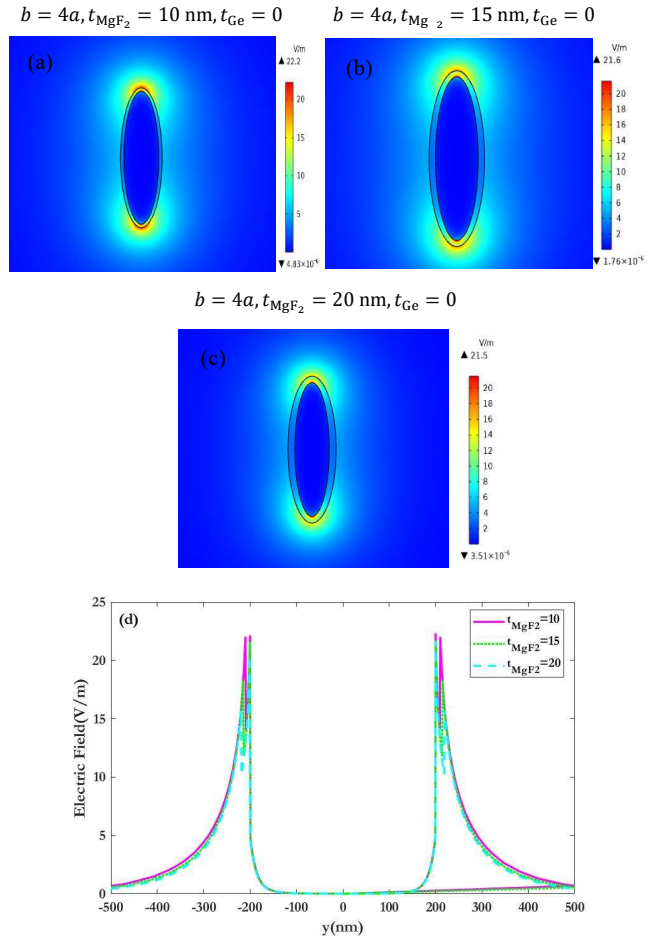 b = 4a, t_MgF₂ = 10 nm, t_Ge = 0
b = 4a, t_Mg ₂ = 15 nm, t_Ge = 0
(a)
V/m
▲ 22.2
20
15
10
5
▼ 4.83×10⁻⁶
(b)
V/m
▲ 21.6
20
18
16
14
12
10
8
6
4
2
▼ 1.76×10⁻⁶
b = 4a, t_MgF₂ = 20 nm, t_Ge = 0
(c)
V/m
▲ 21.5
20
18
16
14
12
10
8
6
4
2
▼ 3.51×10⁻⁶
(d)
t_MgF2=10
t_MgF2=15
t_MgF2=20
Electric Field(V/m)
25
20
15
10
5
0
-500 -400 -300 -200 -100 0 100 200 300 400 500
y(nm)